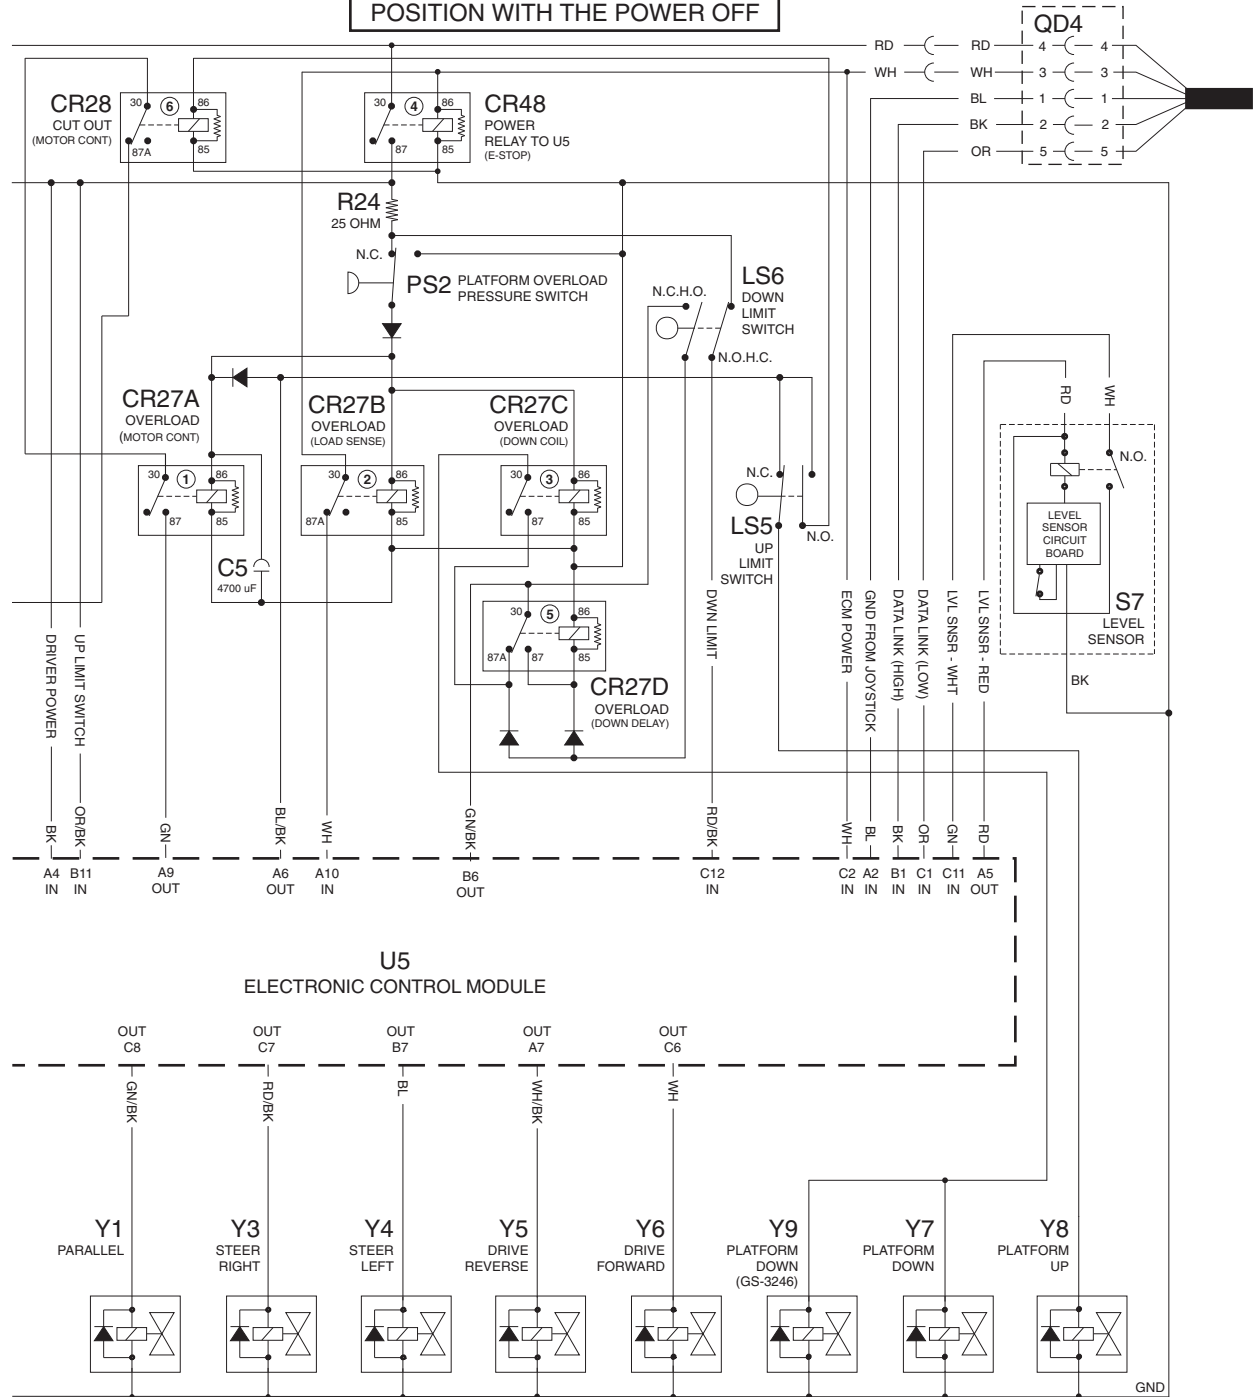 POSITION WITH THE POWER OFF
QD4
RD
RD
4
4
WH
WH
3
3
BL
1
1
BK
2
2
OR
5
5
CR28
CUT OUT
(MOTOR CONT)
30
6
86
87A
85
30
4
86
87
85
CR48
POWER
RELAY TO U5
(E-STOP)
R24
25 OHM
N.C.
PS2
PLATFORM OVERLOAD
PRESSURE SWITCH
N.C.H.O.
LS6
DOWN
LIMIT
SWITCH
N.O.H.C.
CR27A
OVERLOAD
(MOTOR CONT)
30
1
86
87
85
CR27B
OVERLOAD
(LOAD SENSE)
30
2
86
87A
85
CR27C
OVERLOAD
(DOWN COIL)
30
3
86
87
85
N.C.
LS5
UP
LIMIT
SWITCH
N.O.
RD
WH
N.O.
LEVEL
SENSOR
CIRCUIT
BOARD
S7
LEVEL
SENSOR
BK
C5
4700 uF
30
5
86
87A
87
85
CR27D
OVERLOAD
(DOWN DELAY)
DRIVER POWER
UP LIMIT SWITCH
DWN LIMIT
ECM POWER
GND FROM JOYSTICK
DATA LINK (HIGH)
DATA LINK (LOW)
LVL SNSR - WHT
LVL SNSR - RED
BK
OR/BK
GN
BL/BK
WH
GN/BK
RD/BK
WH
BL
BK
OR
GN
RD
A4
IN
B11
IN
A9
OUT
A6
OUT
A10
IN
B6
OUT
C12
IN
C2
IN
A2
IN
B1
IN
C1
IN
C11
IN
A5
OUT
U5
ELECTRONIC CONTROL MODULE
OUT
C8
OUT
C7
OUT
B7
OUT
A7
OUT
C6
GN/BK
RD/BK
BL
WH/BK
WH
Y1
PARALLEL
Y3
STEER
RIGHT
Y4
STEER
LEFT
Y5
DRIVE
REVERSE
Y6
DRIVE
FORWARD
Y9
PLATFORM
DOWN
(GS-3246)
Y7
PLATFORM
DOWN
Y8
PLATFORM
UP
GND